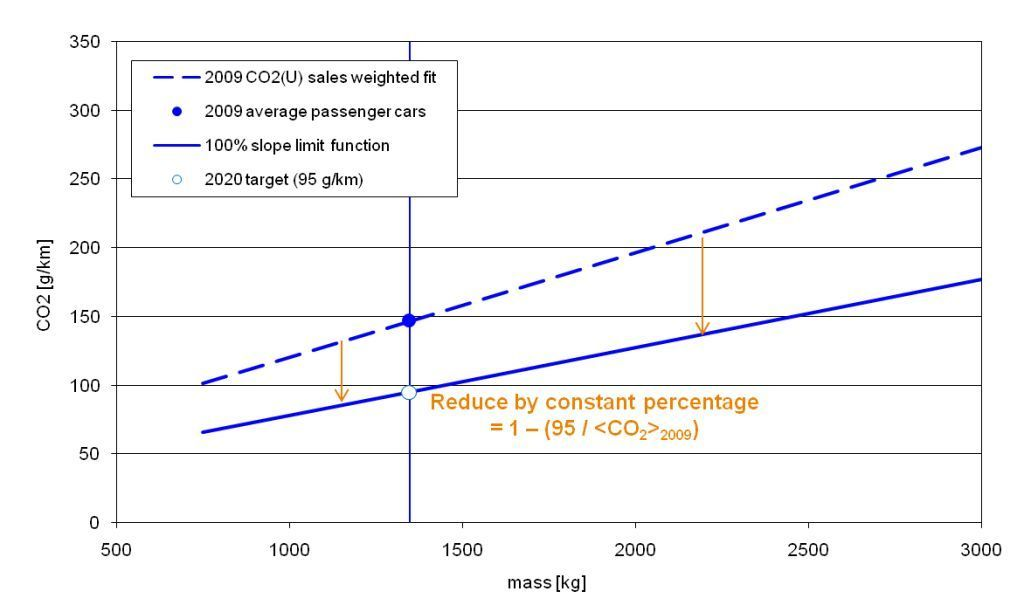 350
300
250
200
150
100
50
0
CO2 [g/km]
2009 CO2(U) sales weighted fit
2009 average passenger cars
100% slope limit function
2020 target (95 g/km)
Reduce by constant percentage
= 1 – (95 / <CO₂>₂₀₀₉)
500 1000 1500 2000 2500 3000
mass [kg]